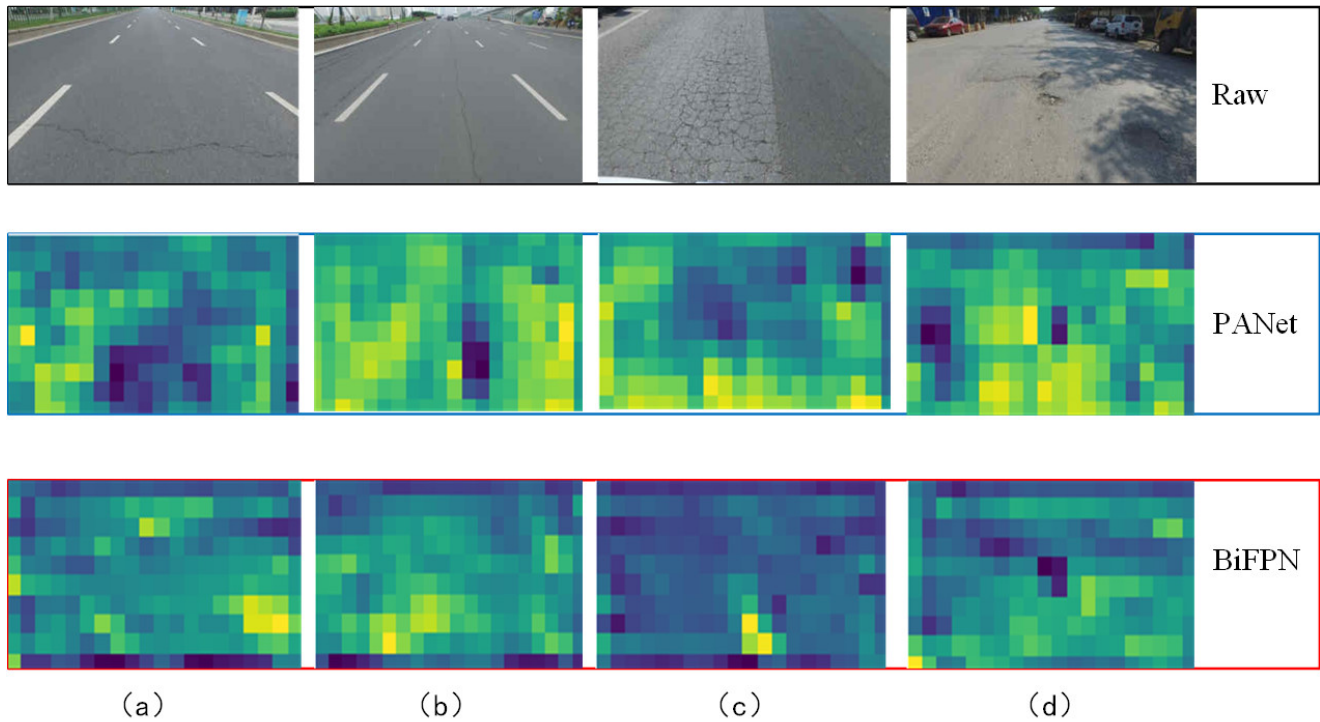 Raw
PANet
BiFPN
（a）
（b）
（c）
（d）